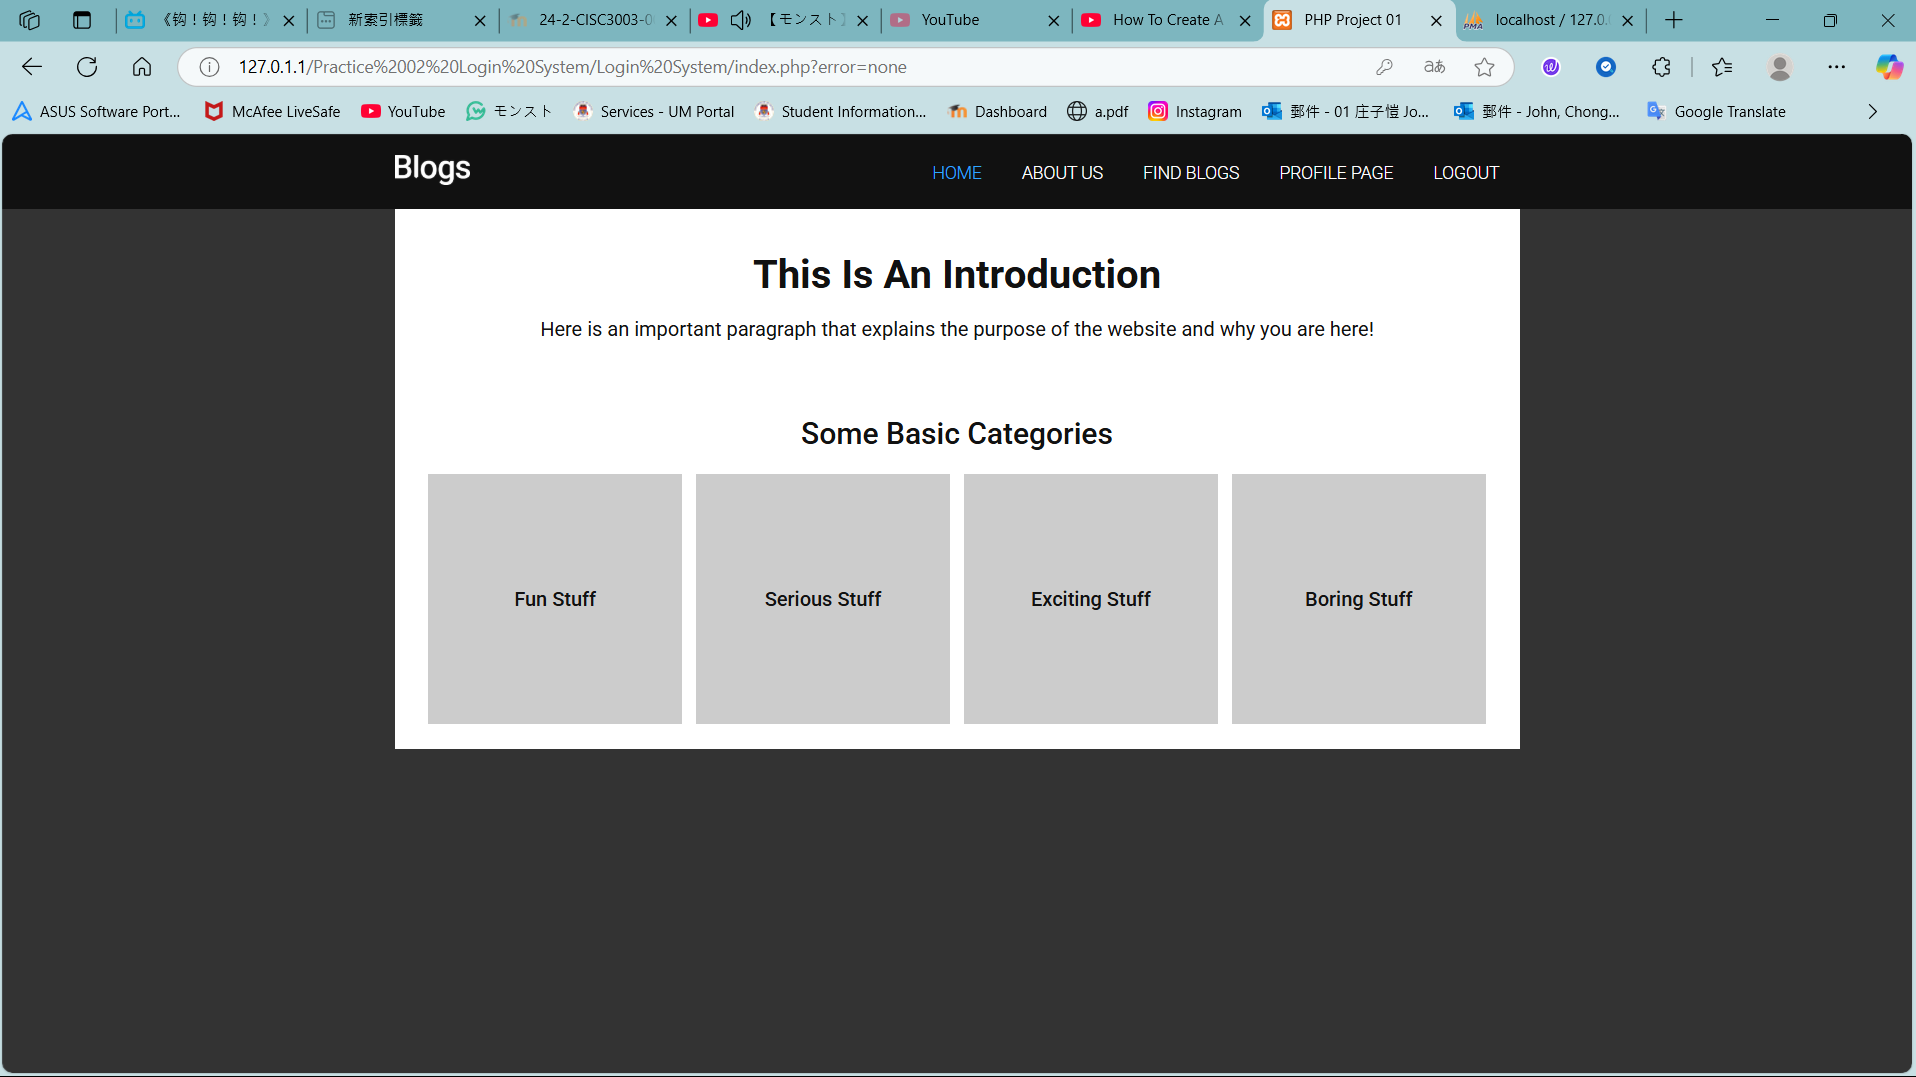 《钩！钩！钩！》
新索引標籤
24-2-CISC3003-0
【モンスト】
YouTube
How To Create A
PHP Project 01
localhost / 127.0.
127.0.1.1/Practice%2002%20Login%20System/Login%20System/index.php?error=none
ASUS Software Port...
McAfee LiveSafe
YouTube
モンスト
Services - UM Portal
Student Information...
Dashboard
a.pdf
Instagram
郵件 - 01 庄子愷 Jo...
郵件 - John, Chong...
Google Translate
Blogs
HOME
ABOUT US
FIND BLOGS
PROFILE PAGE
LOGOUT
This Is An Introduction
Here is an important paragraph that explains the purpose of the website and why you are here!
Some Basic Categories
Fun Stuff
Serious Stuff
Exciting Stuff
Boring Stuff